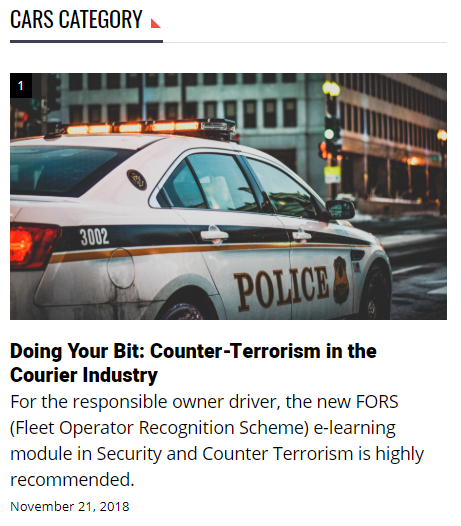 CARS CATEGORY
1
3002
POLICE
Doing Your Bit: Counter-Terrorism in the
Courier Industry
For the responsible owner driver, the new FORS
(Fleet Operator Recognition Scheme) e-learning
module in Security and Counter Terrorism is highly
recommended.
November 21, 2018